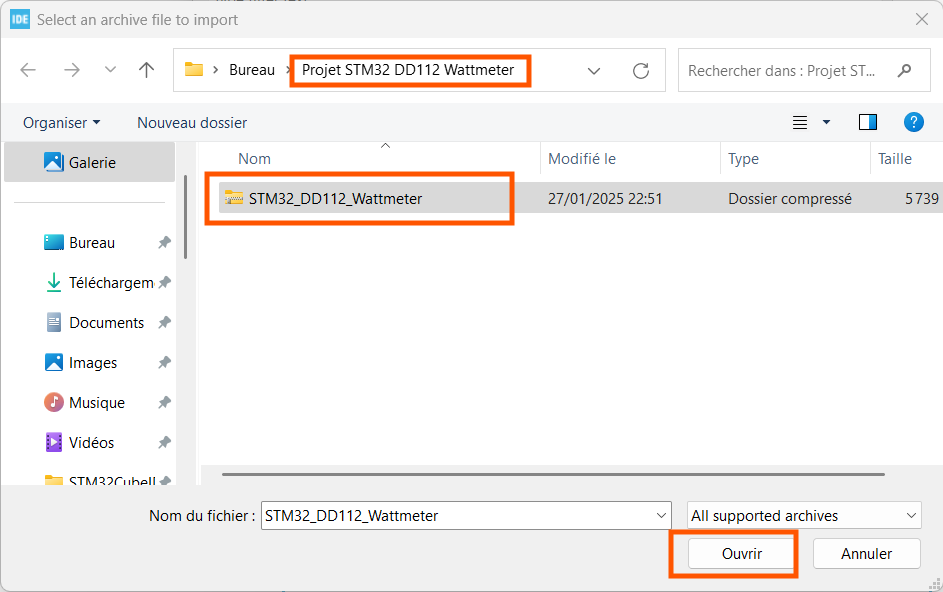 IDE Select an archive file to import
Bureau Projet STM32 DD112 Wattmeter
Rechercher dans : Projet ST...
Organiser Nouveau dossier
?
Nom Modifié le Type Taille
Galerie
STM32_DD112_Wattmeter 27/01/2025 22:51 Dossier compressé 5 739
Bureau
Téléchargem
Documents
Images
Musique
Vidéos
STM32CubeII
Nom du fichier : STM32_DD112_Wattmeter All supported archives
Ouvrir Annuler